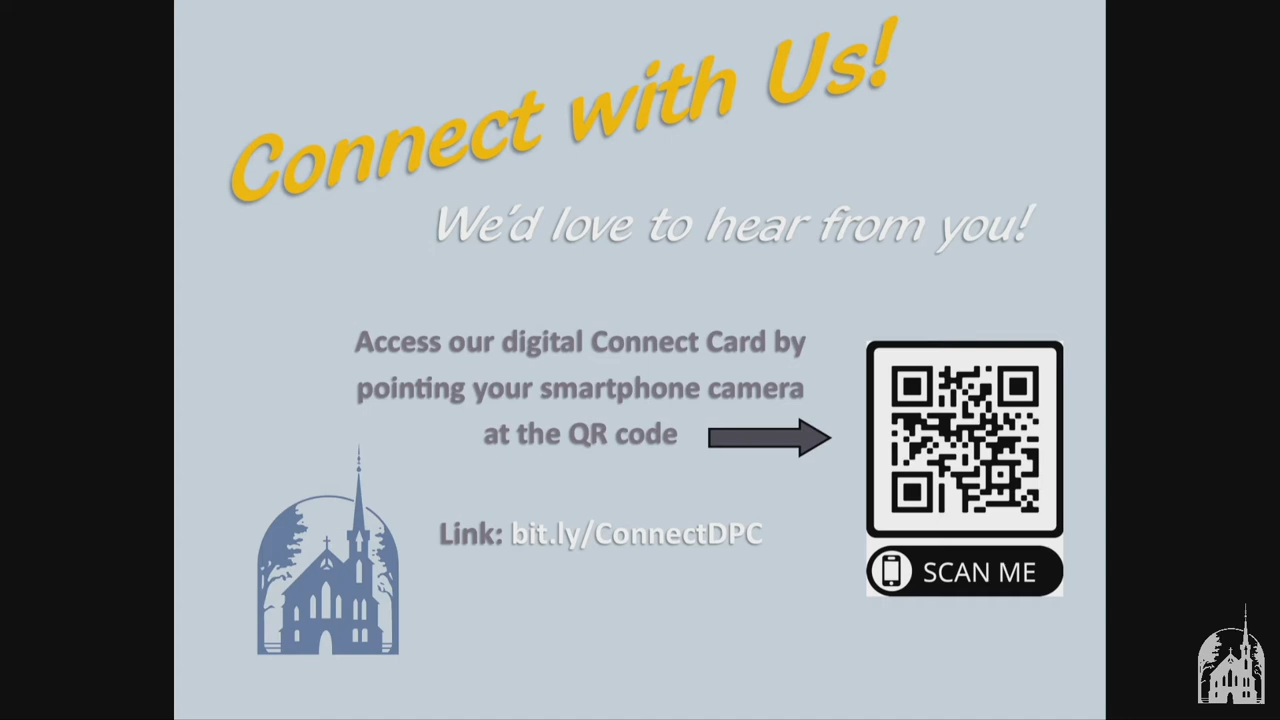 Connect with Us!
We'd love to hear from you!
Access our digital Connect Card by
pointing your smartphone camera
at the QR code
Link: bit.ly/ConnectDPC
SCAN ME